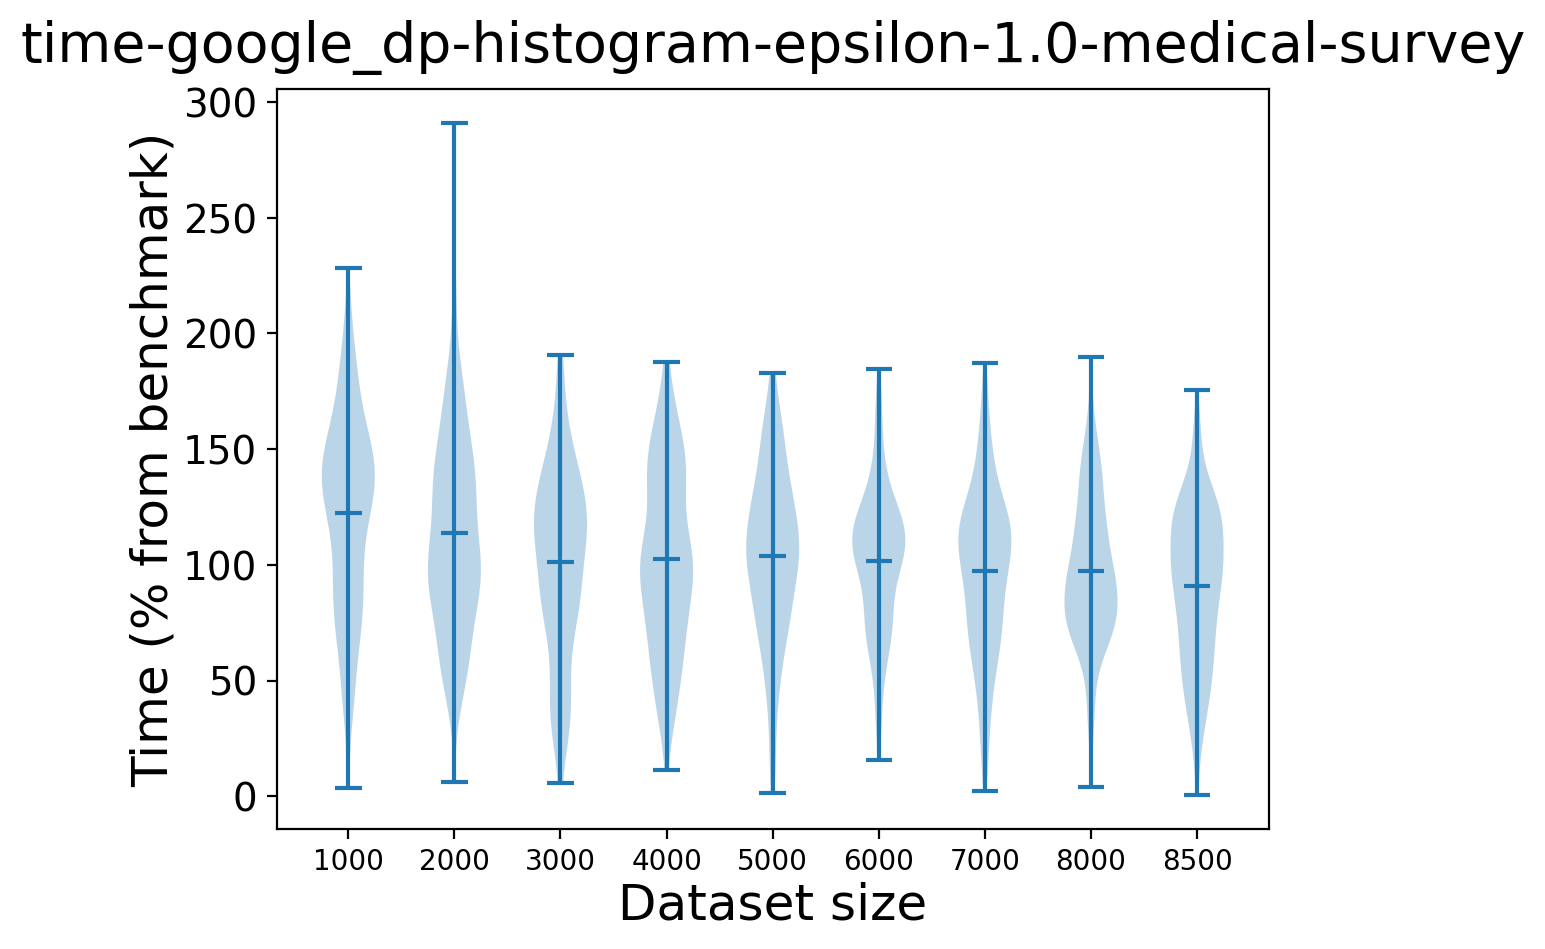 time-google_dp-histogram-epsilon-1.0-medical-survey
Time (% from benchmark)
300
250
200
150
100
50
0
1000 2000 3000 4000 5000 6000 7000 8000 8500
Dataset size